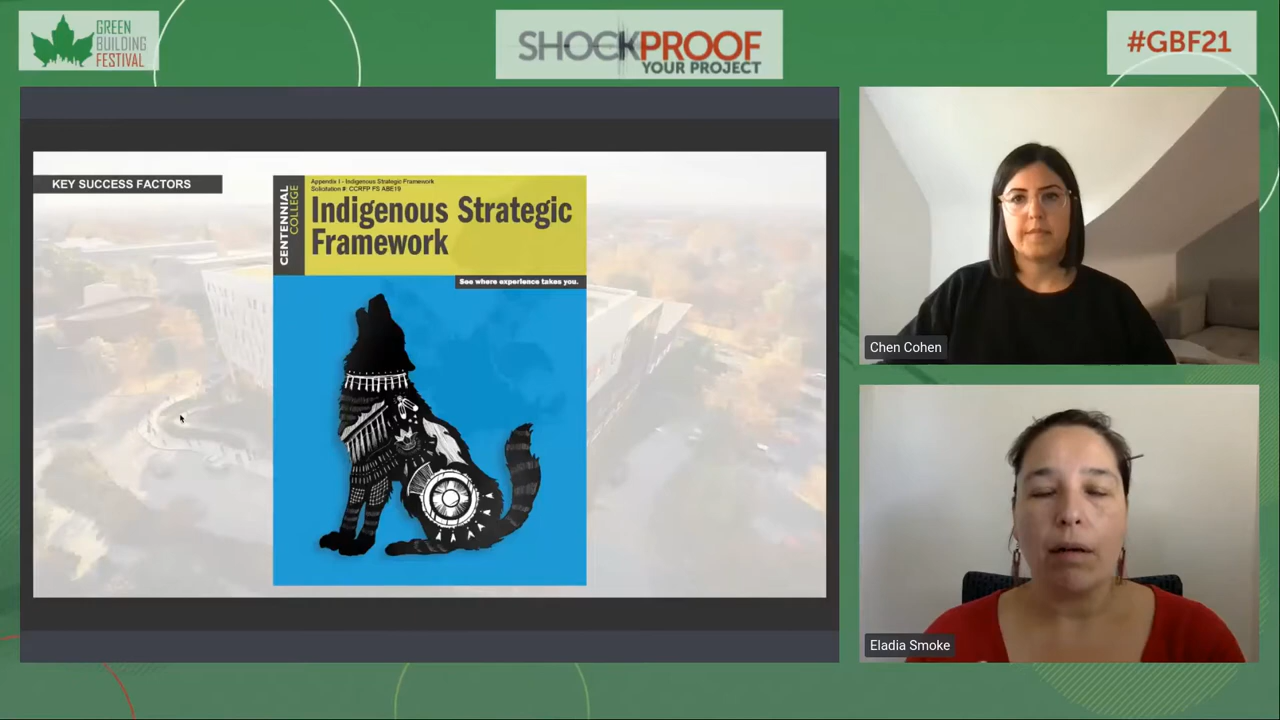 GREEN
BUILDING
FESTIVAL
SHOCKPROOF
YOUR PROJECT
#GBF21
KEY SUCCESS FACTORS
CENTENNIAL
COLLEGE
Appendix I - Indigenous Strategic Framework
Solicitation #: CCRFP FS ABE19
Indigenous Strategic
Framework
See where experience takes you.
Chen Cohen
Eladia Smoke